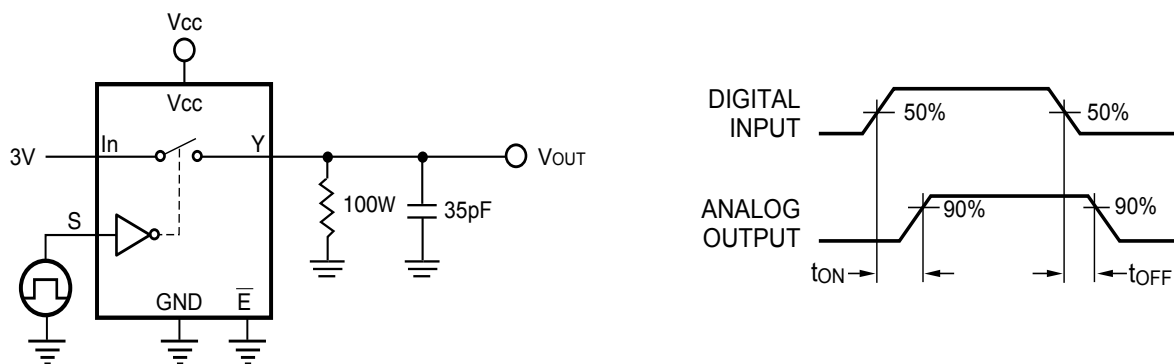 Vcc
Vcc
3V
In
Y
VOUT
100W
35pF
S
GND
E
DIGITAL
INPUT
50%
50%
ANALOG
OUTPUT
90%
90%
tON
tOFF